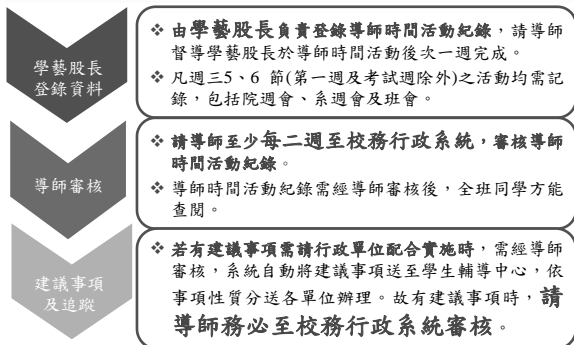 學藝股長
登錄資料
❖ 由學藝股長負責登錄導師時間活動紀錄，請導師
督導學藝股長於導師時間活動後次一週完成。
❖ 凡週三5、6 節(第一週及考試週除外)之活動均需記
錄，包括院週會、系週會及班會。
導師審核
❖ 請導師至少每二週至校務行政系統，審核導師
時間活動紀錄。
❖ 導師時間活動紀錄需經導師審核後，全班同學方能
查閱。
建議事項
及追蹤
❖ 若有建議事項需請行政單位配合實施時，需經導師
審核，系統自動將建議事項送至學生輔導中心，依
事項性質分送各單位辦理。故有建議事項時，請
導師務必至校務行政系統審核。